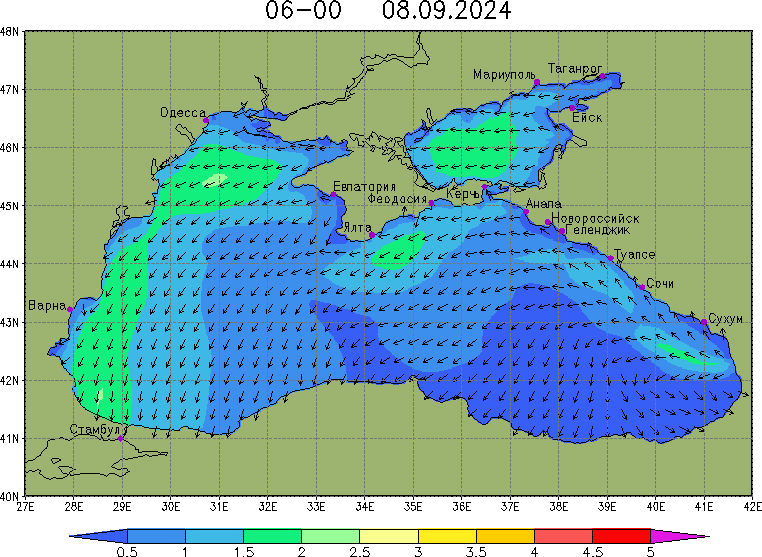 06-00 08.09.2024
48N
47N
46N
45N
44N
43N
42N
41N
40N
Таганрог
Мариуполь
Ейск
Одесса
Евпатория
Феодосия
Керчь
Анапа
Новороссийск
Геленджик
Ялта
Туапсе
Сочи
Варна
Сухум
Стамбул
27E 28E 29E 30E 31E 32E 33E 34E 35E 36E 37E 38E 39E 40E 41E 42E
0.5 1 1.5 2 2.5 3 3.5 4 4.5 5